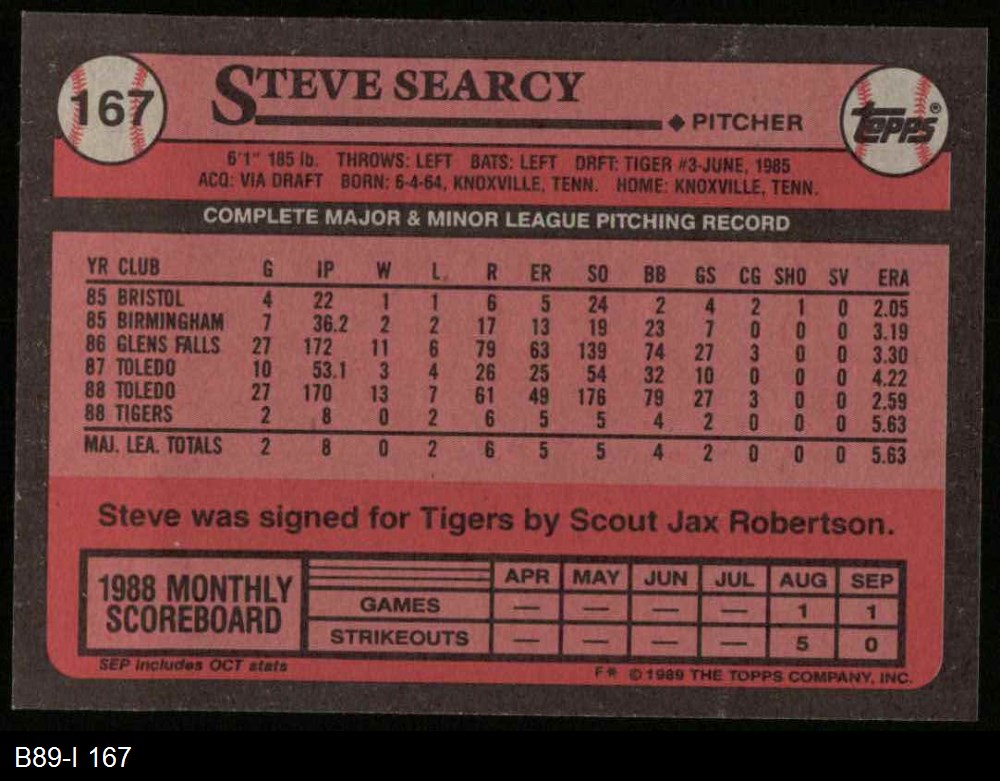 167
STEVE SEARCY
◆ PITCHER
TOPPS®
6'1" 185 lb. THROWS: LEFT BATS: LEFT DRFT: TIGER #3-JUNE, 1985
ACQ: VIA DRAFT BORN: 6-4-64, KNOXVILLE, TENN. HOME: KNOXVILLE, TENN.
COMPLETE MAJOR & MINOR LEAGUE PITCHING RECORD
YR CLUB G IP W L R ER SO BB GS CG SHO SV ERA
85 BRISTOL 4 22 1 1 6 5 24 2 4 2 1 0 2.05
85 BIRMINGHAM 7 36.2 2 2 17 13 19 23 7 0 0 0 3.19
86 GLENS FALLS 27 172 11 6 79 63 139 74 27 3 0 0 3.30
87 TOLEDO 10 53.1 3 4 26 25 54 32 10 0 0 0 4.22
88 TOLEDO 27 170 13 7 61 49 176 79 27 3 0 0 2.59
88 TIGERS 2 8 0 2 6 5 5 4 2 0 0 0 5.63
MAJ. LEA. TOTALS 2 8 0 2 6 5 5 4 2 0 0 0 5.63
Steve was signed for Tigers by Scout Jax Robertson.
1988 MONTHLY
SCOREBOARD
APR MAY JUN JUL AUG SEP
GAMES — — — — 1 1
STRIKEOUTS — — — — 5 0
SEP includes OCT stats
F* © 1989 THE TOPPS COMPANY, INC.
B89-I 167